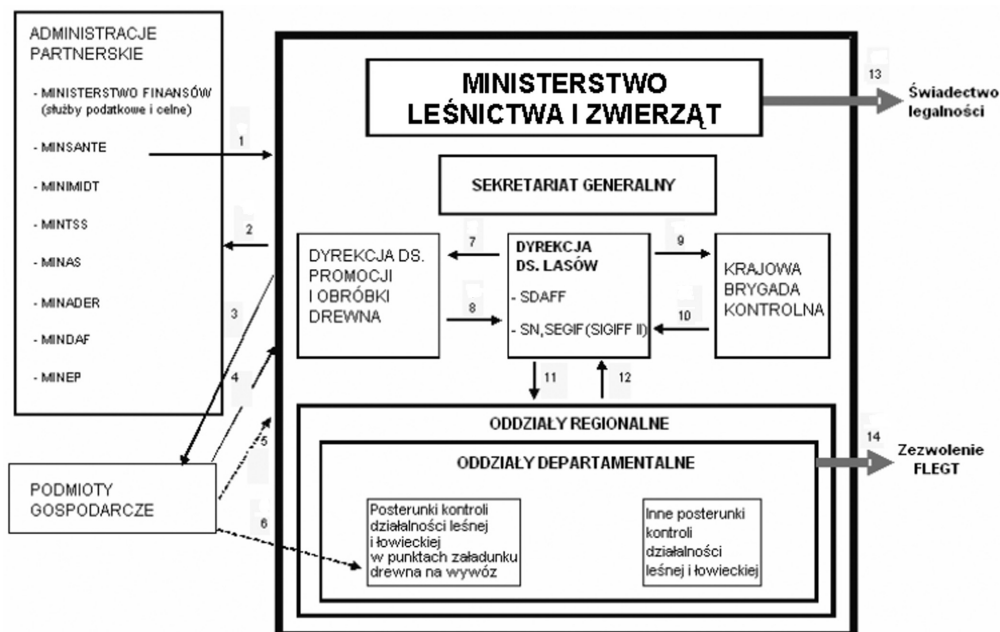 ADMINISTRACJE
PARTNERSKIE
- MINISTERSTWO FINANSÓW
(służby podatkowe i celne)
- MINSANTE
- MINIMIDT
- MINTSS
- MINAS
- MINADER
- MINDAF
- MINEP
PODMIOTY
GOSPODARCZE
1
2
3
4
5
6
MINISTERSTWO
LEŚNICTWA I ZWIERZĄT
SEKRETARIAT GENERALNY
DYREKCJA DS.
PROMOCJI
I OBRÓBKI
DREWNA
7
8
DYREKCJA
DS. LASÓW
- SDAFF
- SN,SEGIF(SIGIFF II)
9
10
KRAJOWA
BRYGADA
KONTROLNA
11
12
ODDZIAŁY REGIONALNE
ODDZIAŁY DEPARTAMENTALNE
Posterunki kontroli
działalności leśnej
i łowieckiej
w punktach załadunku
drewna na wywóz
Inne posterunki
kontroli
działalności
leśnej i łowieckiej
13
Świadectwo
legalności
14
Zezwolenie
FLEGT